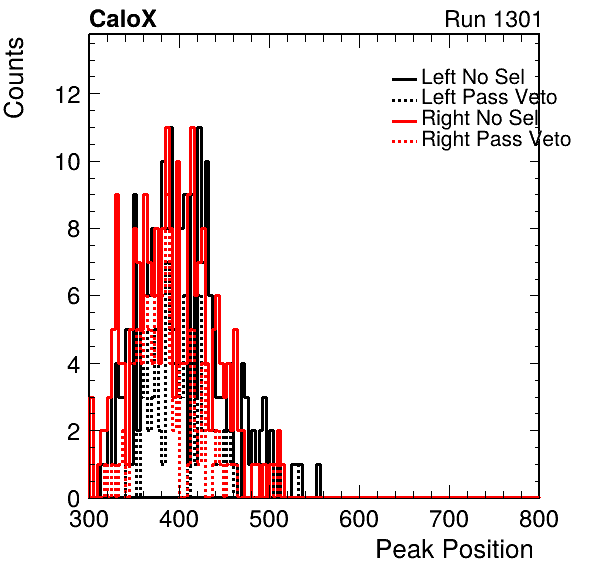 CaloX Run 1301
Counts
Left No Sel
Left Pass Veto
Right No Sel
Right Pass Veto
12
10
8
6
4
2
0
300 400 500 600 700 800
Peak Position